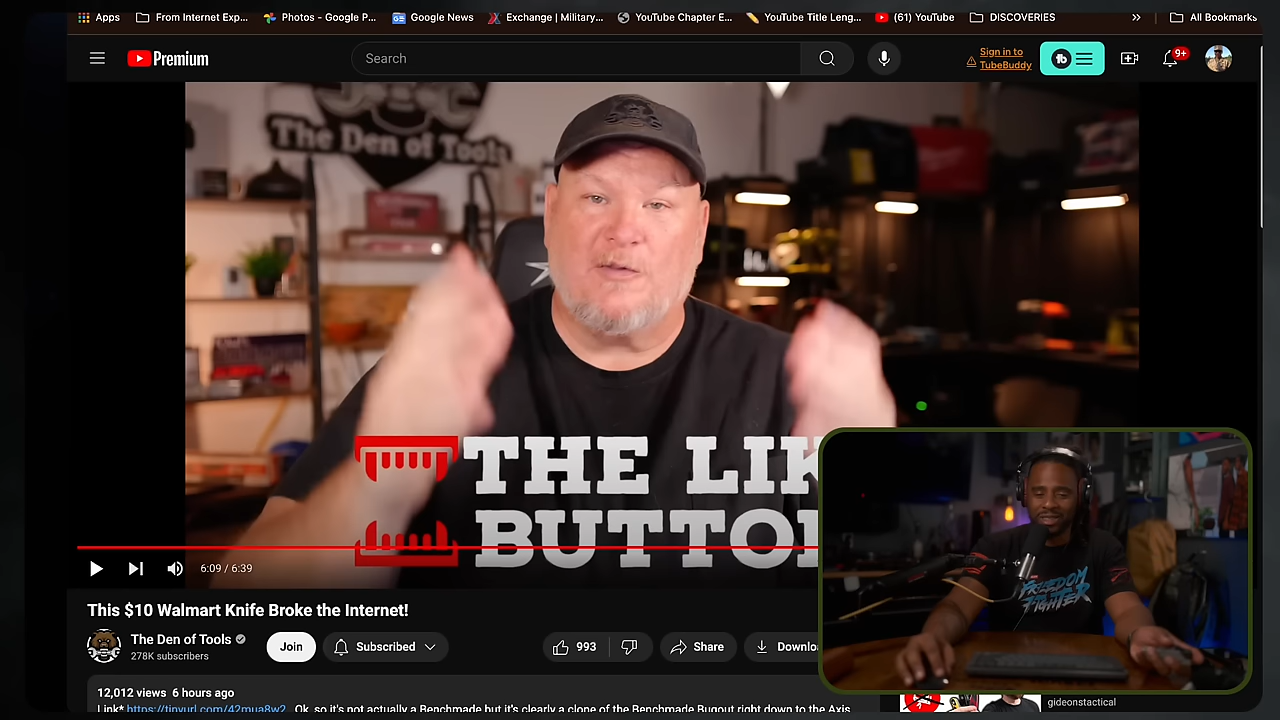 Apps From Internet Exp... Photos - Google P... Google News Exchange | Military... YouTube Chapter E... YouTube Title Leng... (61) YouTube DISCOVERIES » All Bookmarks
Premium Search Sign in to TubeBuddy tb 9+
The Den of Tools
THE LIK
BUTTO
FREEDOM
FIGHTER
6:09 / 6:39
This $10 Walmart Knife Broke the Internet!
The Den of Tools
278K subscribers
Join Subscribed 993 Share Downlo
12,012 views 6 hours ago
Link* https://tinyurl.com/42mua8w2 Ok, so it's not actually a Benchmade but it's clearly a clone of the Benchmade Bugout right down to the Axis
gideonstactical